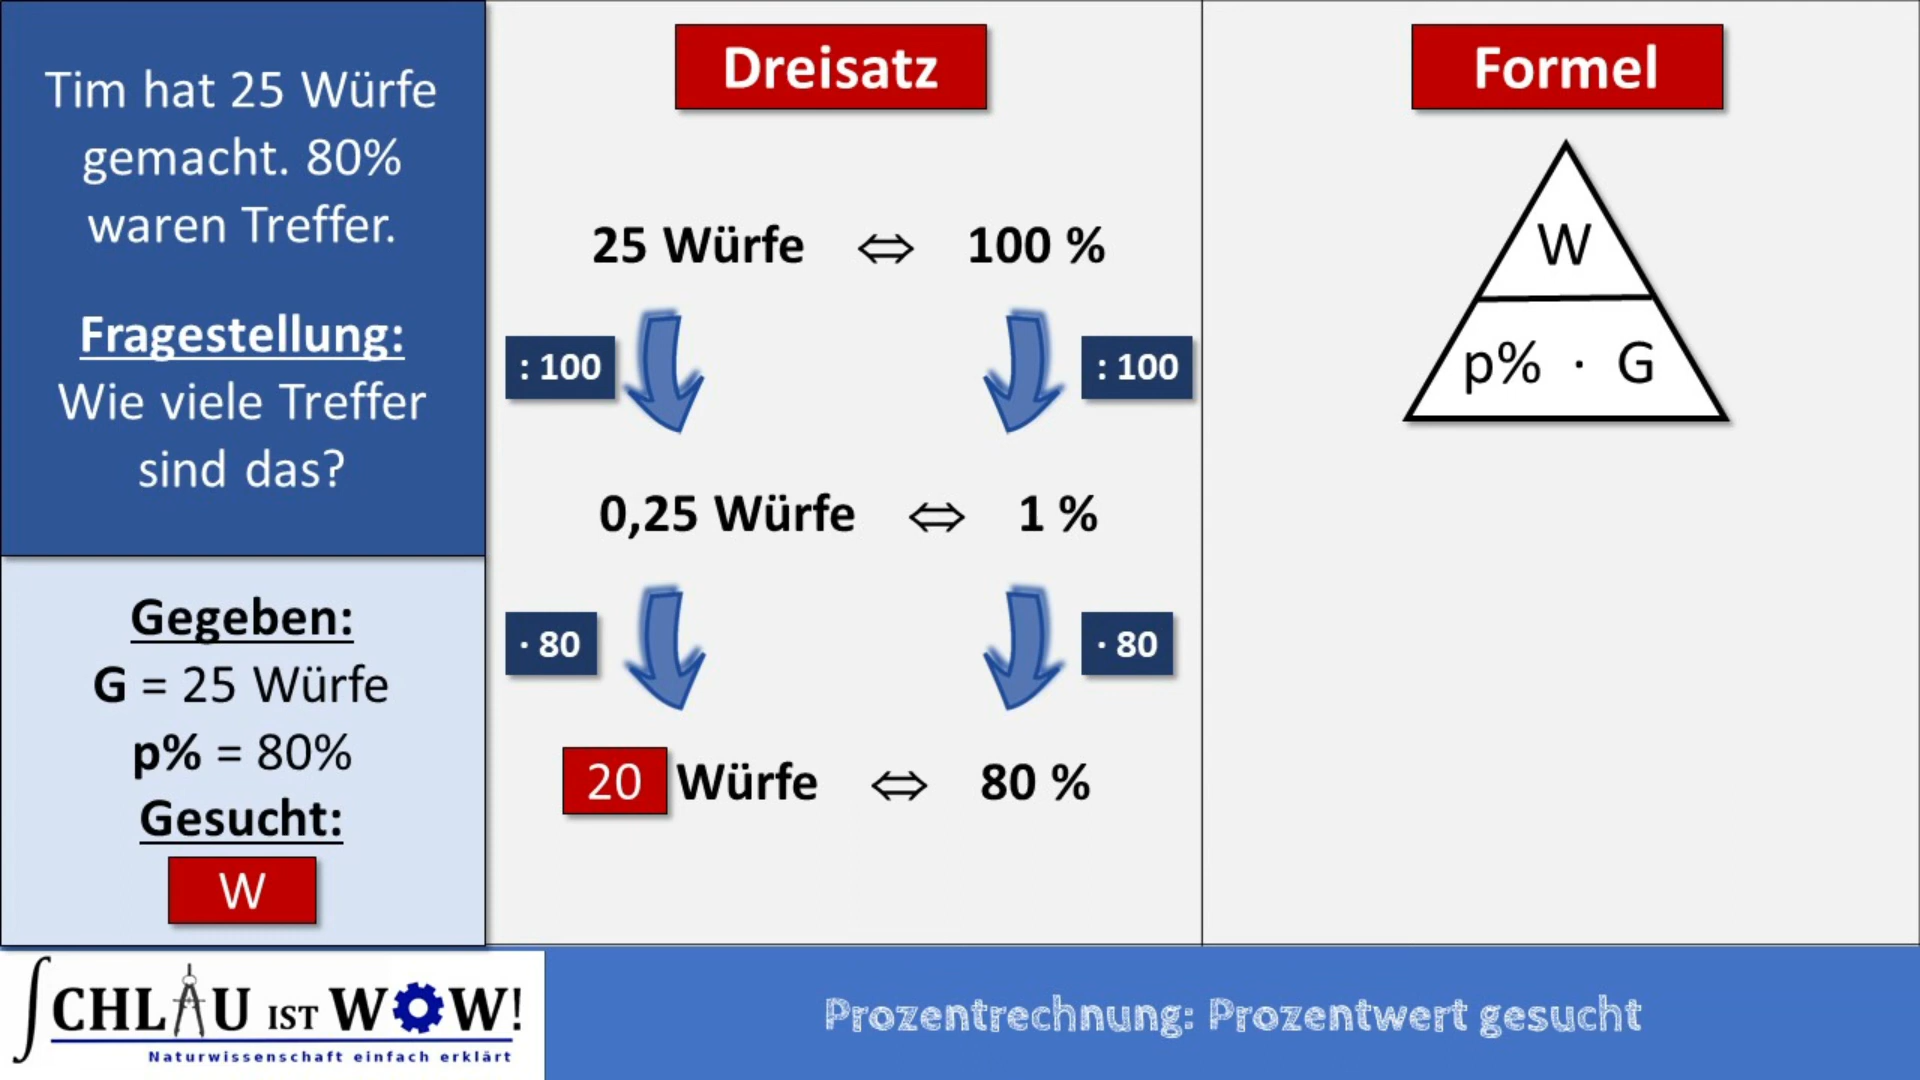 Tim hat 25 Würfe
gemacht. 80%
waren Treffer.
Fragestellung:
Wie viele Treffer
sind das?
Gegeben:
G = 25 Würfe
p% = 80%
Gesucht:
W
Dreisatz
25 Würfe ⇔ 100 %
: 100 : 100
0,25 Würfe ⇔ 1 %
· 80 · 80
20 Würfe ⇔ 80 %
Formel
W
p% · G
SCHLAU IST WOW!
Naturwissenschaft einfach erklärt
Prozentrechnung: Prozentwert gesucht